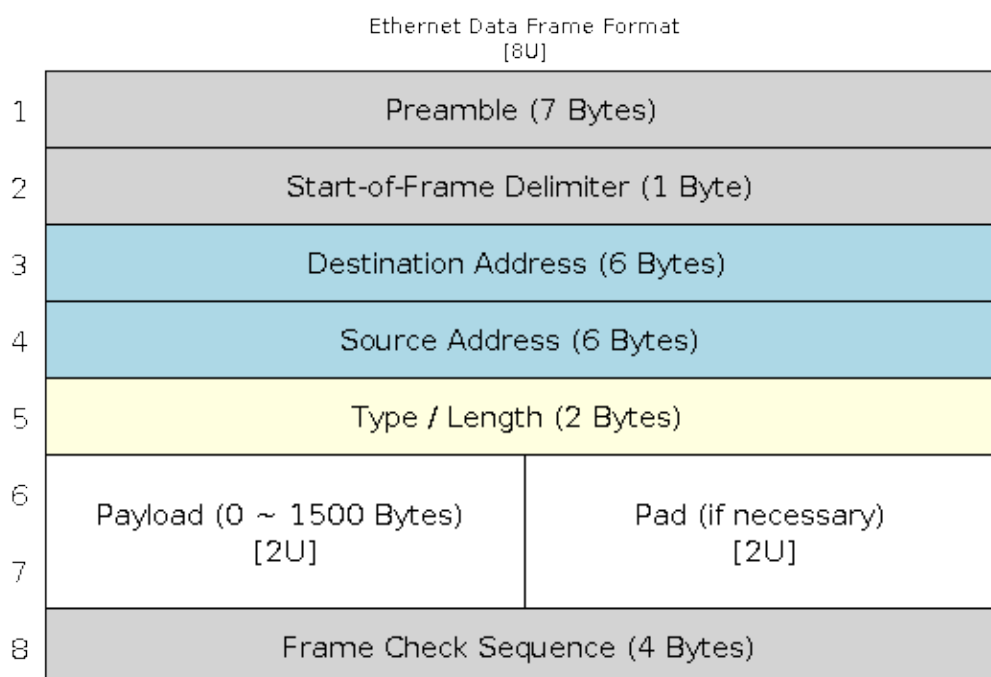 Ethernet Data Frame Format
[8U]
1
Preamble (7 Bytes)
2
Start-of-Frame Delimiter (1 Byte)
3
Destination Address (6 Bytes)
4
Source Address (6 Bytes)
5
Type / Length (2 Bytes)
6
Payload (0 ~ 1500 Bytes)
[2U]
Pad (if necessary)
[2U]
7
8
Frame Check Sequence (4 Bytes)